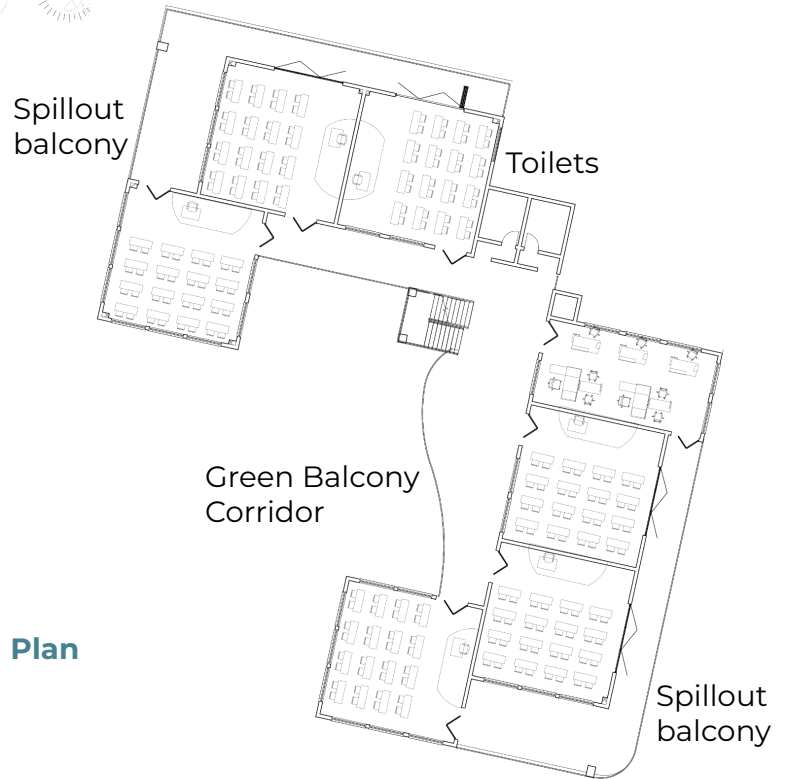 Spillout
balcony
Toilets
Green Balcony
Corridor
Plan
Spillout
balcony